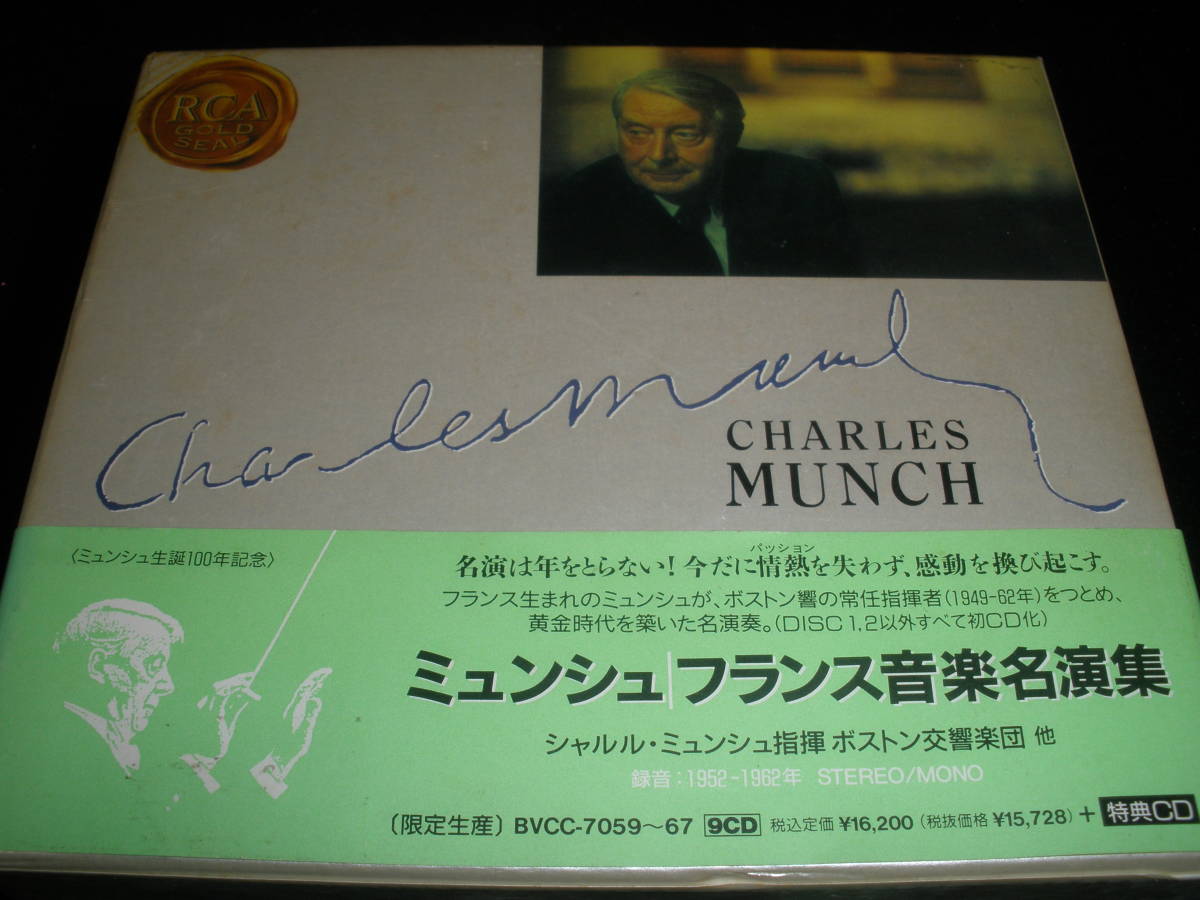 RCA
GOLD
SEAL
Charles Munch
CHARLES
MUNCH
〈ミュンシュ生誕100年記念〉
パッション
名演は年をとらない！今だに情熱を失わず、感動を換び起こす。
フランス生まれのミュンシュが、ボストン響の常任指揮者(1949-62年)をつとめ、
黄金時代を築いた名演奏。(DISC 1,2以外すべて初CD化)
ミュンシュ/フランス音楽名演集
シャルル・ミュンシュ指揮 ボストン交響楽団 他
録音：1952-1962年 STEREO/MONO
〔限定生産〕 BVCC-7059〜67 9CD 税込定価 ¥16,200 (税抜価格 ¥15,728) + 特典CD